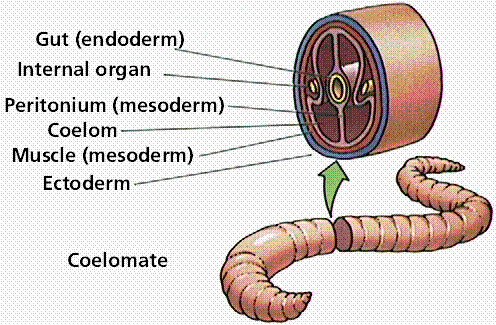 Gut (endoderm)
Internal organ
Peritonium (mesoderm)
Coelom
Muscle (mesoderm)
Ectoderm
Coelomate